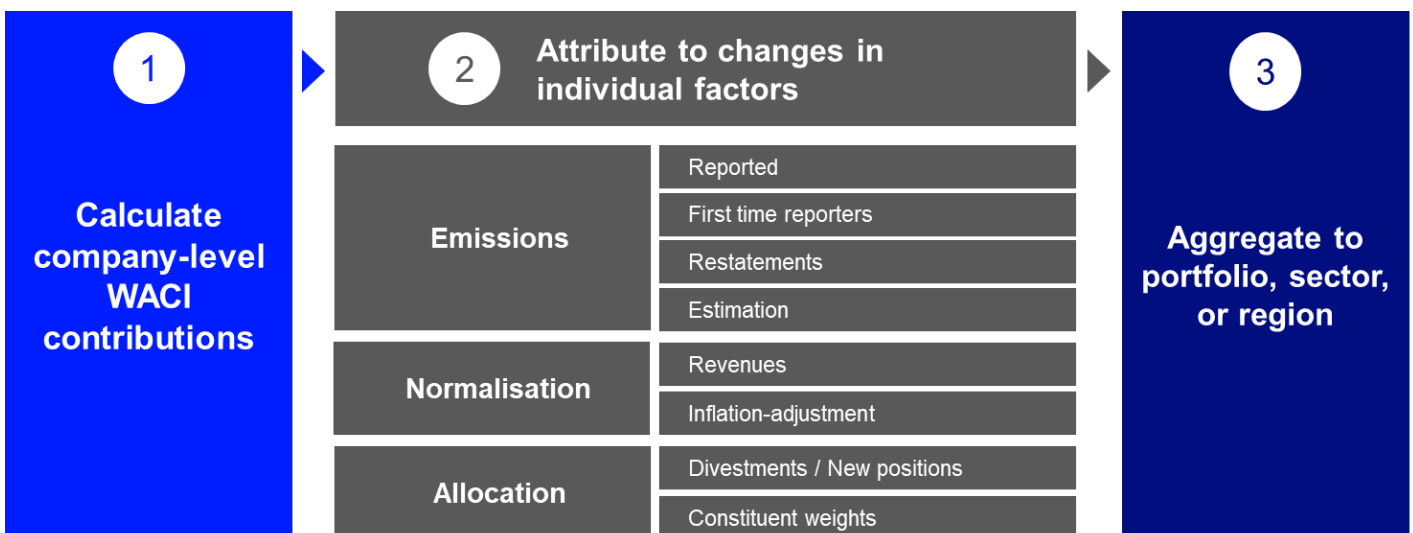 1
Calculate
company-level
WACI
contributions
2
Attribute to changes in
individual factors
Emissions
Reported
First time reporters
Restatements
Estimation
Normalisation
Revenues
Inflation-adjustment
Allocation
Divestments / New positions
Constituent weights
3
Aggregate to
portfolio, sector,
or region